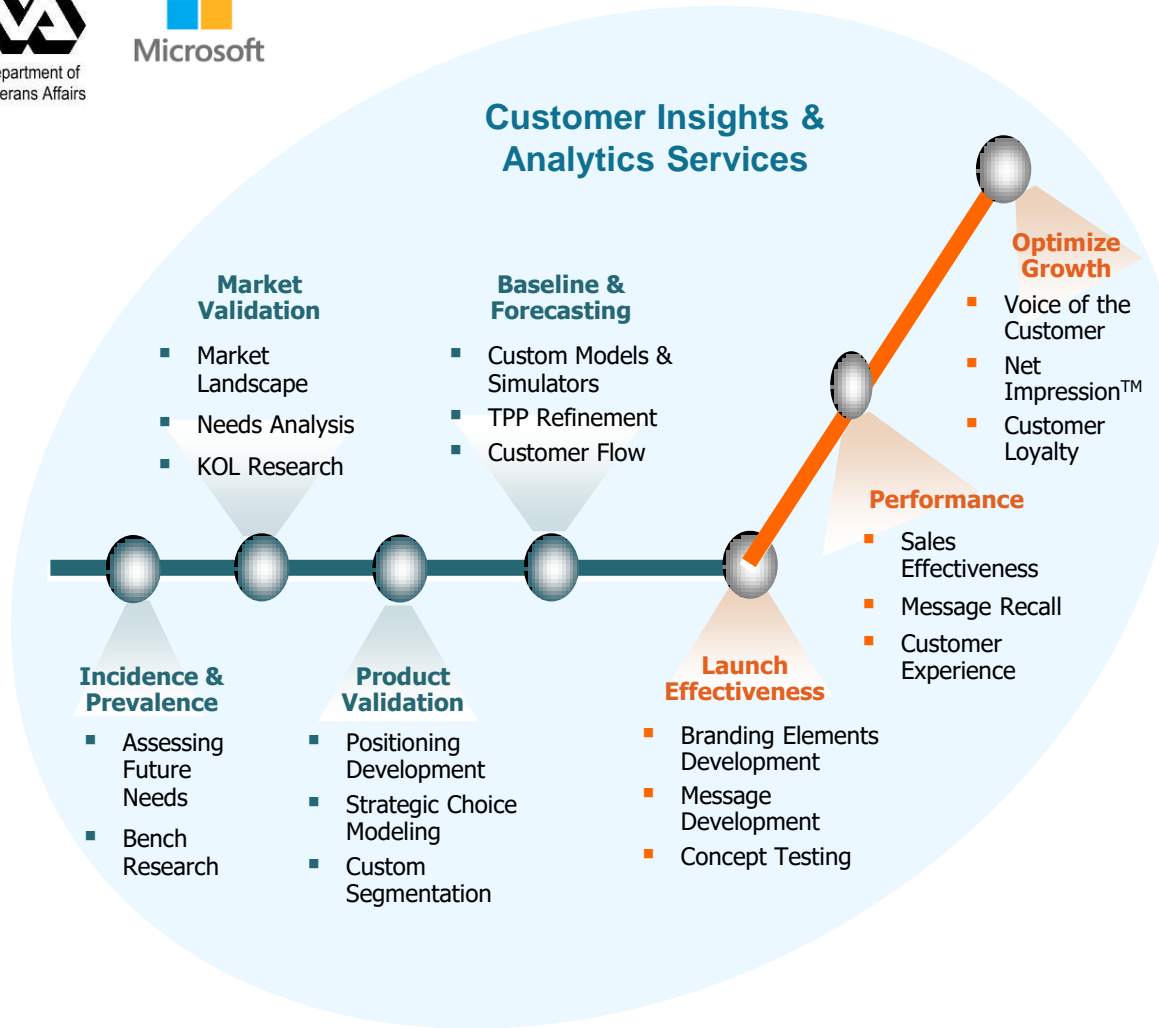 Microsoft
Veterans Affairs
Customer Insights &
Analytics Services
Optimize
Growth
▪ Voice of the
Customer
▪ Net
Impression™
▪ Customer
Loyalty
Market
Validation
▪ Market
Landscape
▪ Needs Analysis
▪ KOL Research
Baseline &
Forecasting
▪ Custom Models &
Simulators
▪ TPP Refinement
▪ Customer Flow
Performance
▪ Sales
Effectiveness
▪ Message Recall
▪ Customer
Experience
Incidence &
Prevalence
▪ Assessing
Future
Needs
▪ Bench
Research
Product
Validation
▪ Positioning
Development
▪ Strategic Choice
Modeling
▪ Custom
Segmentation
Launch
Effectiveness
▪ Branding Elements
Development
▪ Message
Development
▪ Concept Testing